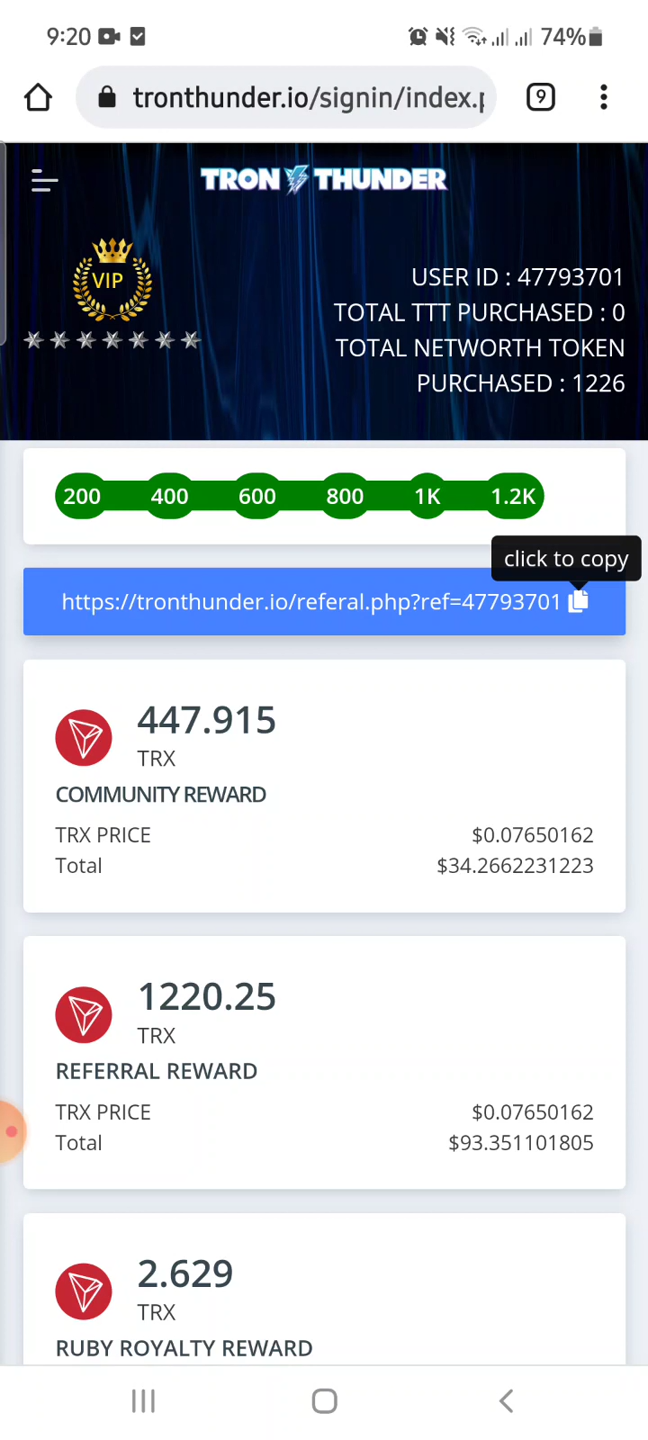 9:20 74%
tronthunder.io/signin/index.p 9
TRON THUNDER
VIP
USER ID : 47793701
TOTAL TTT PURCHASED : 0
TOTAL NETWORTH TOKEN
PURCHASED : 1226
200 400 600 800 1K 1.2K
click to copy
https://tronthunder.io/referal.php?ref=47793701
447.915
TRX
COMMUNITY REWARD
TRX PRICE $0.07650162
Total $34.2662231223
1220.25
TRX
REFERRAL REWARD
TRX PRICE $0.07650162
Total $93.351101805
2.629
TRX
RUBY ROYALTY REWARD